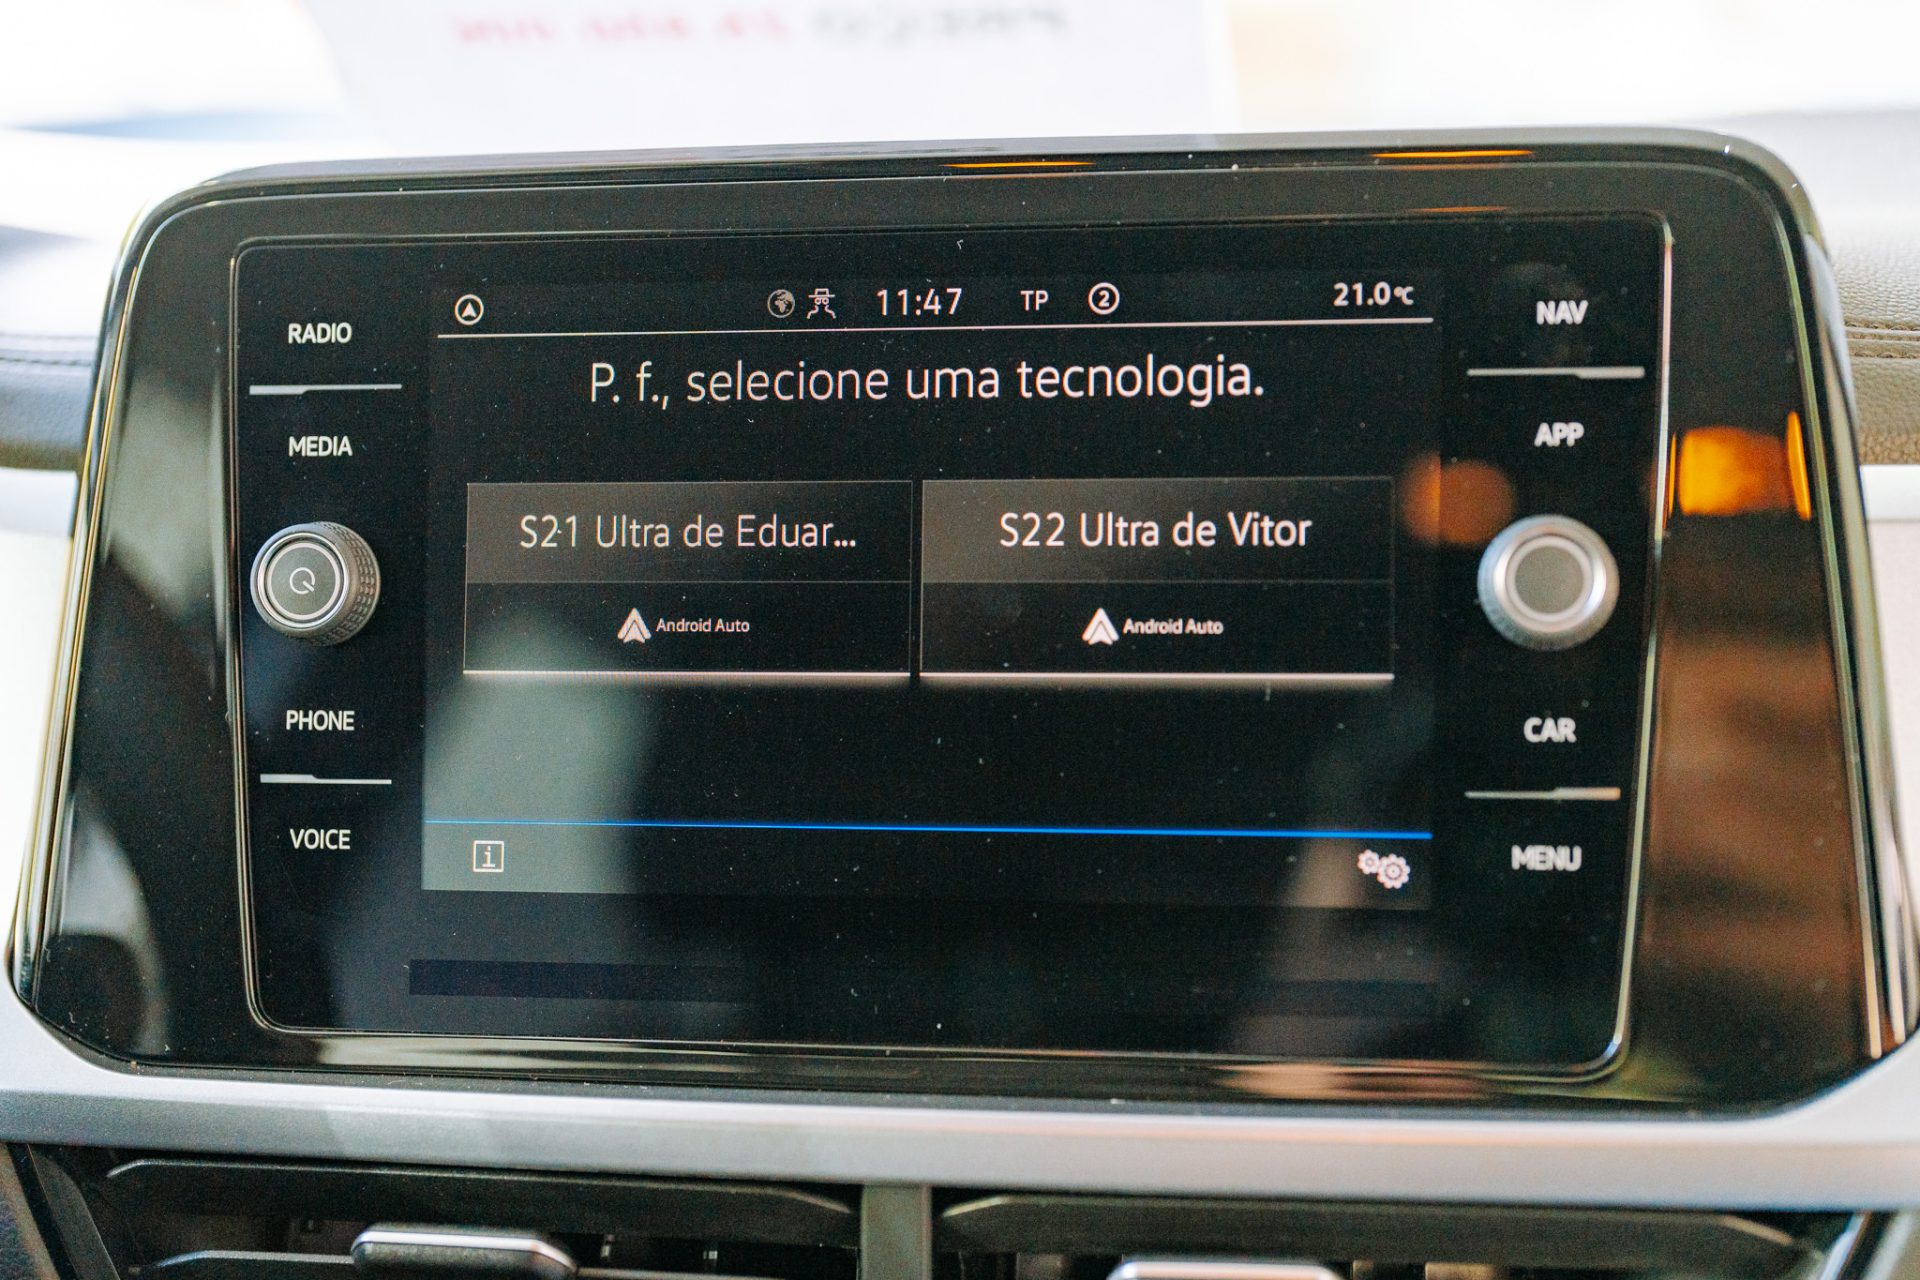 11:47 TP 2 21.0°C
P. f., selecione uma tecnologia.
S21 Ultra de Eduar...
S22 Ultra de Vitor
Android Auto
Android Auto
i
RADIO
MEDIA
PHONE
VOICE
NAV
APP
CAR
MENU